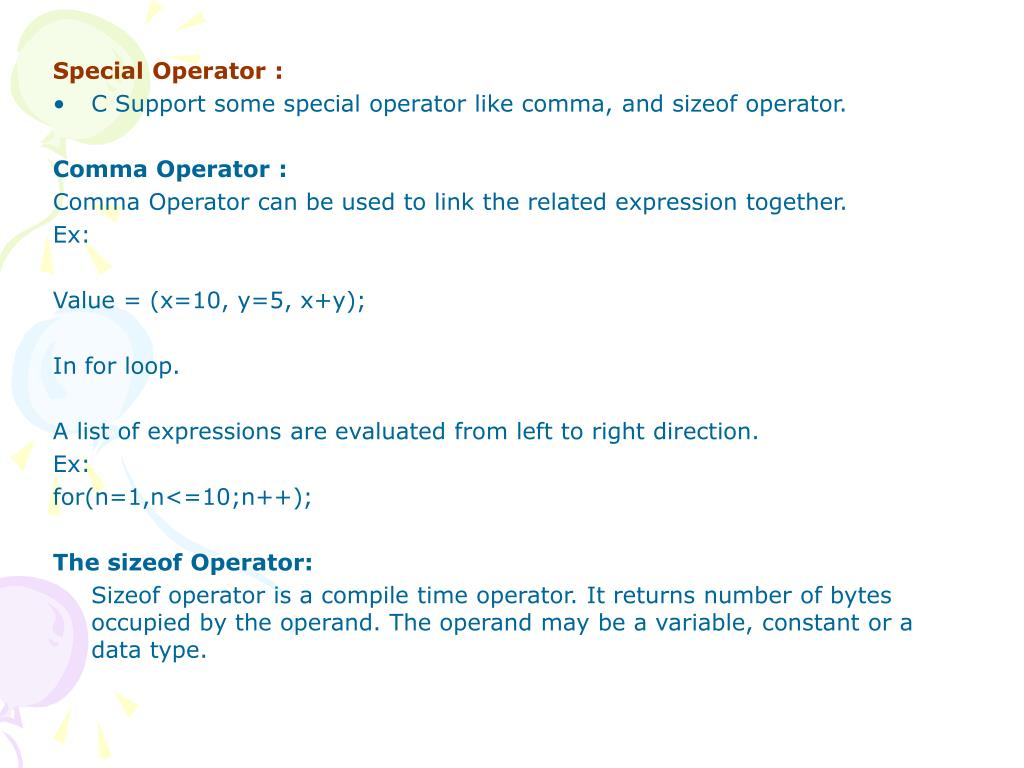 Special Operator :
• C Support some special operator like comma, and sizeof operator.
Comma Operator :
Comma Operator can be used to link the related expression together.
Ex:
Value = (x=10, y=5, x+y);
In for loop.
A list of expressions are evaluated from left to right direction.
Ex:
for(n=1,n<=10;n++);
The sizeof Operator:
Sizeof operator is a compile time operator. It returns number of bytes
occupied by the operand. The operand may be a variable, constant or a
data type.